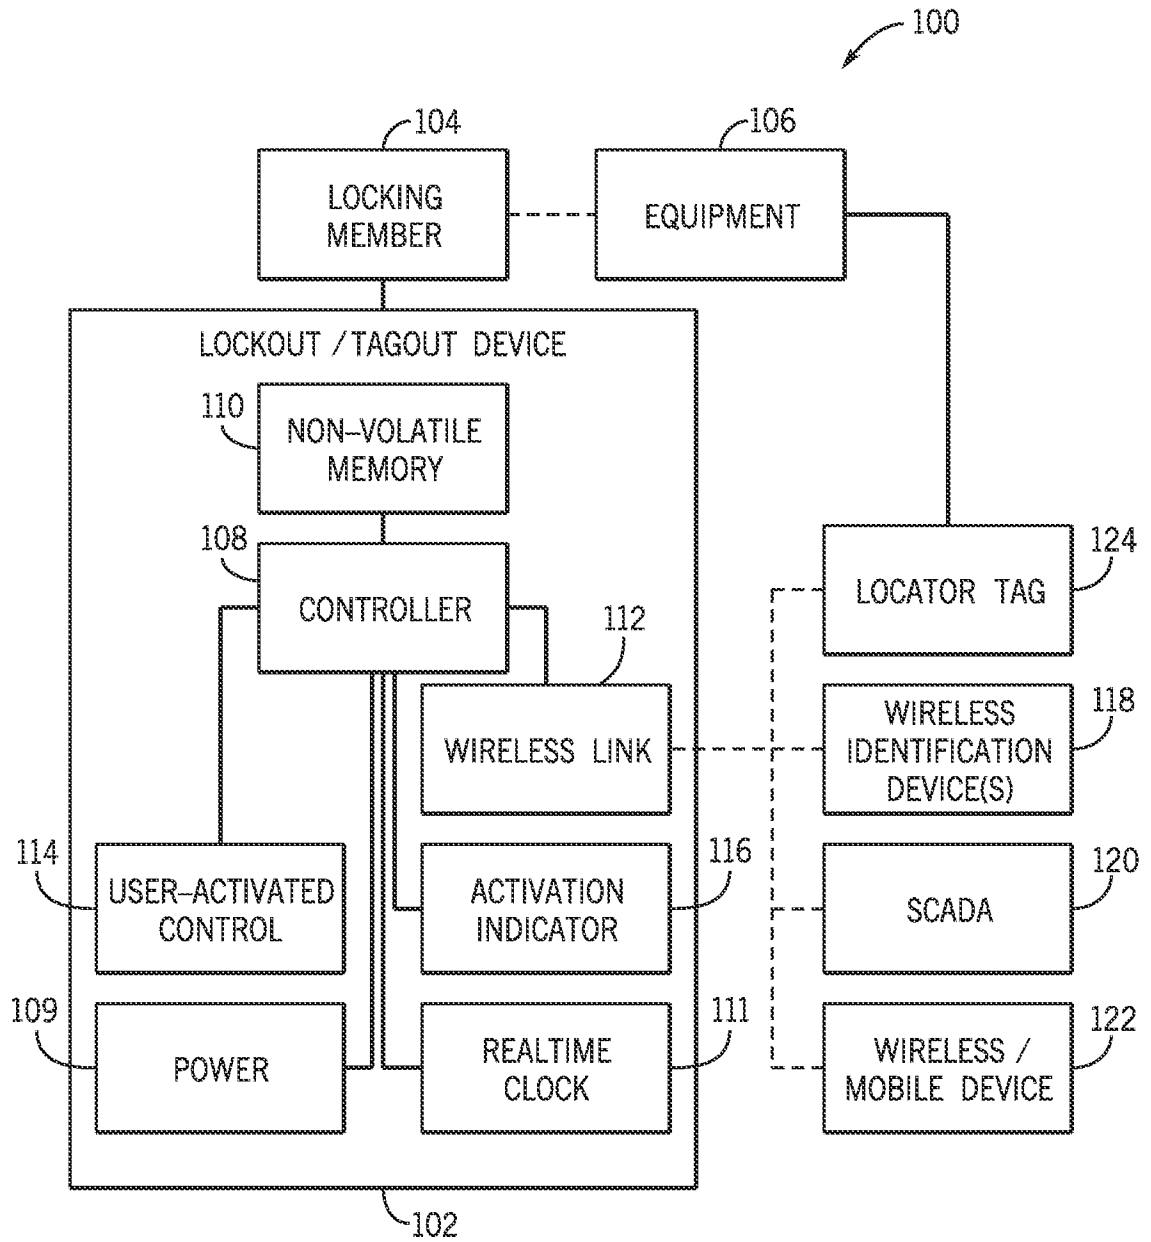 100
104
106
LOCKING
MEMBER
EQUIPMENT
LOCKOUT / TAGOUT DEVICE
110
NON-VOLATILE
MEMORY
108
CONTROLLER
112
WIRELESS LINK
124
LOCATOR TAG
118
WIRELESS
IDENTIFICATION
DEVICE(S)
114
USER-ACTIVATED
CONTROL
116
ACTIVATION
INDICATOR
120
SCADA
109
POWER
111
REALTIME
CLOCK
122
WIRELESS /
MOBILE DEVICE
102